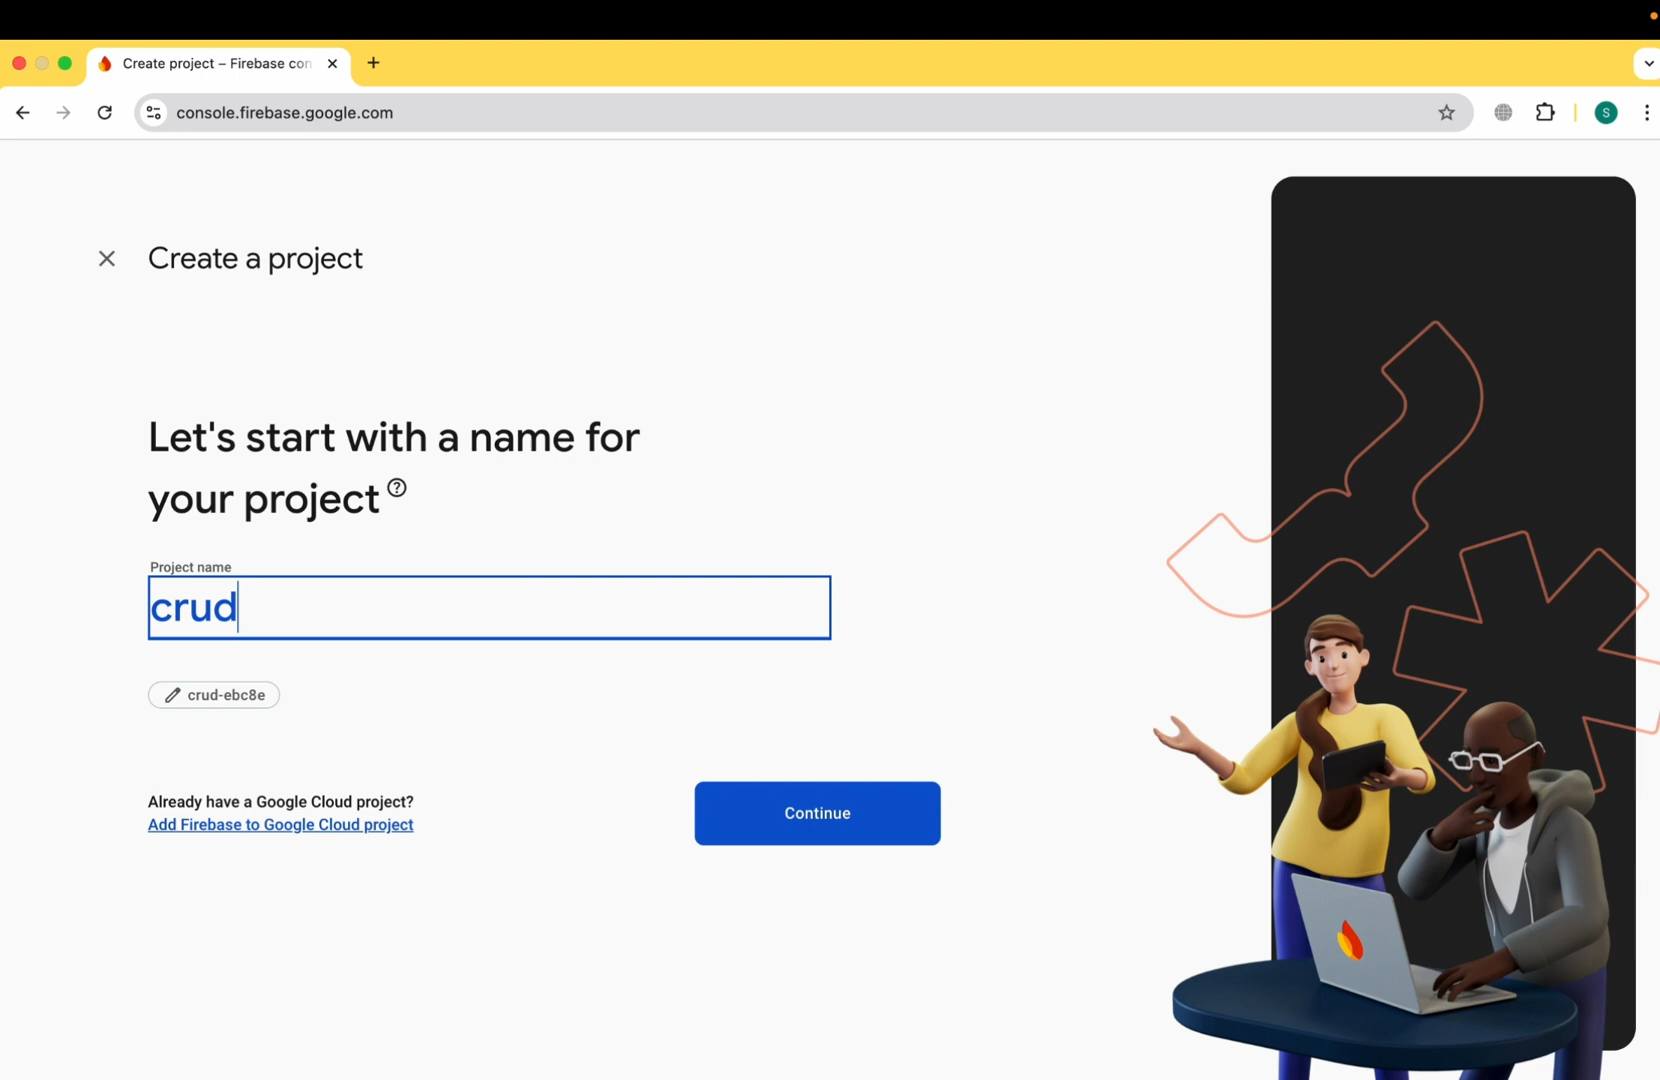 Create project – Firebase con
console.firebase.google.com
S
Create a project
Let's start with a name for
your project
Project name
crud
crud-ebc8e
Already have a Google Cloud project?
Add Firebase to Google Cloud project
Continue